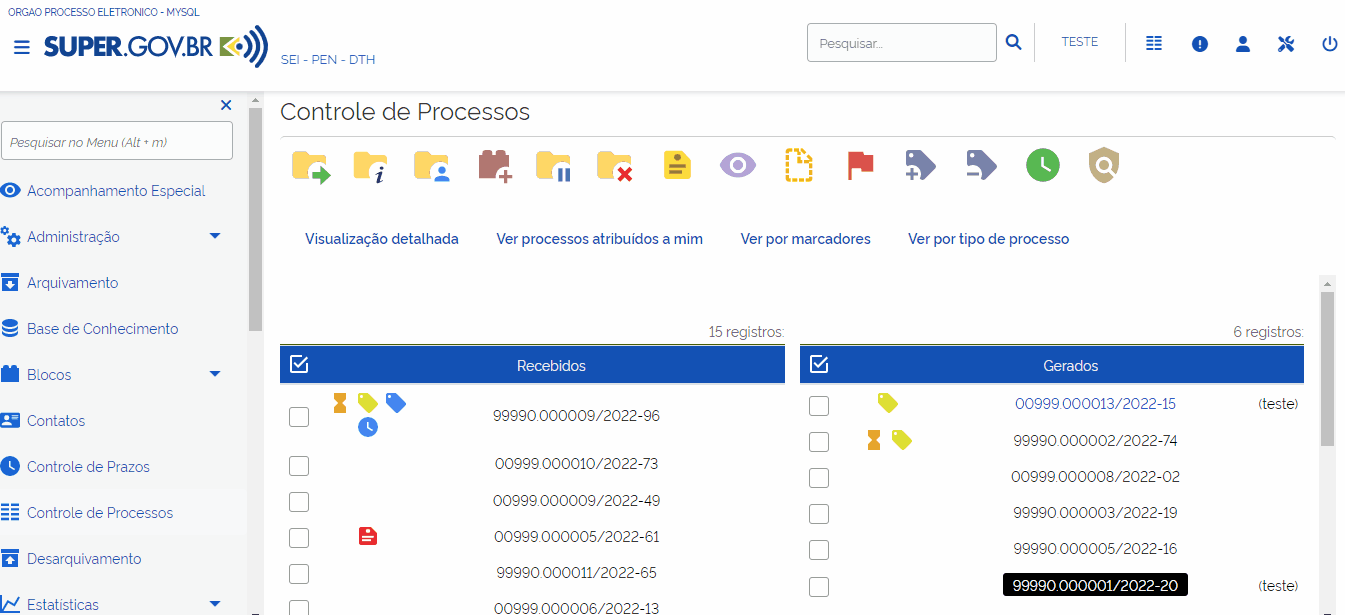 ORGAO PROCESSO ELETRONICO - MYSQL
SUPER.GOV.BR
SEI - PEN - DTH
Pesquisar...
TESTE
Pesquisar no Menu (Alt + m)
Acompanhamento Especial
Administração
Arquivamento
Base de Conhecimento
Blocos
Contatos
Controle de Prazos
Controle de Processos
Desarquivamento
Estatísticas
Controle de Processos
Visualização detalhada
Ver processos atribuídos a mim
Ver por marcadores
Ver por tipo de processo
15 registros:
Recebidos
99990.000009/2022-96
00999.000010/2022-73
00999.000009/2022-49
00999.000005/2022-61
99990.000011/2022-65
00999.000006/2022-13
6 registros:
Gerados
00999.000013/2022-15 (teste)
99990.000002/2022-74
00999.000008/2022-02
99990.000003/2022-19
99990.000005/2022-16
99990.000001/2022-20 (teste)